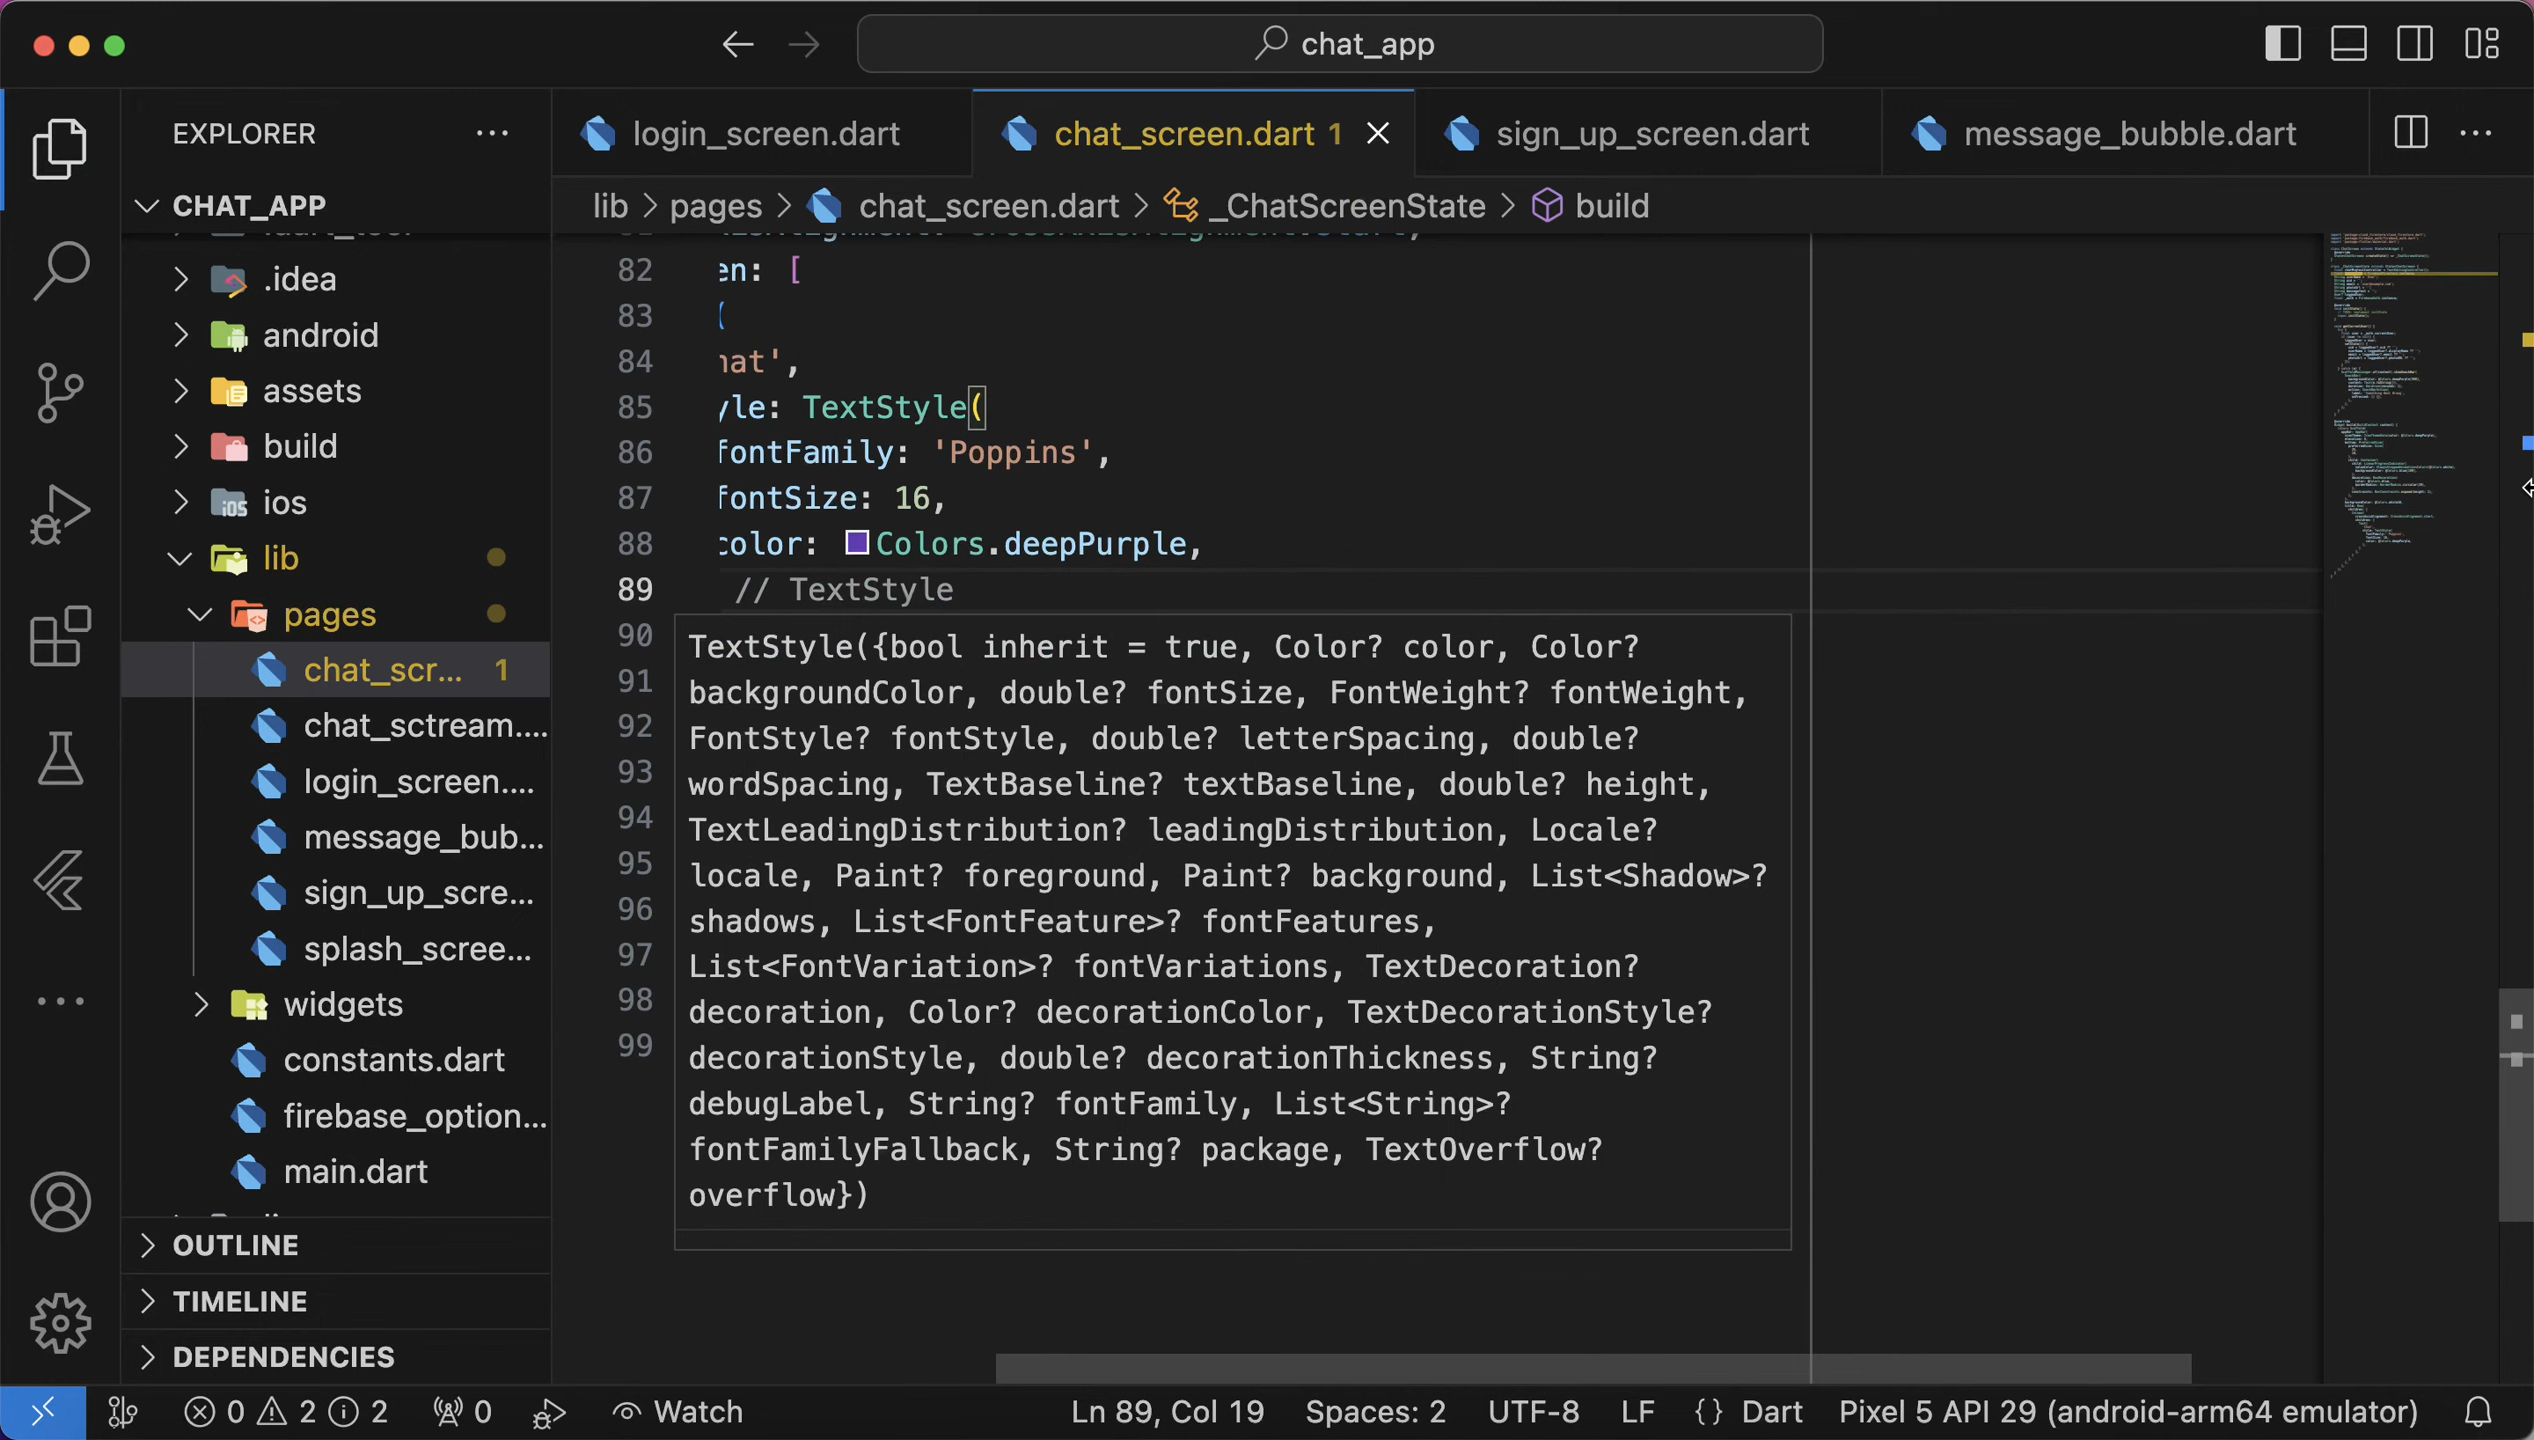 chat_app
EXPLORER
login_screen.dart
chat_screen.dart 1
sign_up_screen.dart
message_bubble.dart
CHAT_APP
lib > pages > chat_screen.dart > _ChatScreenState > build
.idea
android
assets
build
ios
lib
pages
chat_scr... 1
chat_sctream....
login_screen....
message_bub...
sign_up_scre...
splash_scree...
widgets
constants.dart
firebase_option...
main.dart
OUTLINE
TIMELINE
DEPENDENCIES
82 en: [
83 (
84 hat',
85 yle: TextStyle(
86 fontFamily: 'Poppins',
87 fontSize: 16,
88 color: Colors.deepPurple,
89 // TextStyle
90
91
92
93
94
95
96
97
98
99
TextStyle({bool inherit = true, Color? color, Color?
backgroundColor, double? fontSize, FontWeight? fontWeight,
FontStyle? fontStyle, double? letterSpacing, double?
wordSpacing, TextBaseline? textBaseline, double? height,
TextLeadingDistribution? leadingDistribution, Locale?
locale, Paint? foreground, Paint? background, List<Shadow>?
shadows, List<FontFeature>? fontFeatures,
List<FontVariation>? fontVariations, TextDecoration?
decoration, Color? decorationColor, TextDecorationStyle?
decorationStyle, double? decorationThickness, String?
debugLabel, String? fontFamily, List<String>?
fontFamilyFallback, String? package, TextOverflow?
overflow})
0 2 2 0 Watch Ln 89, Col 19 Spaces: 2 UTF-8 LF {} Dart Pixel 5 API 29 (android-arm64 emulator)